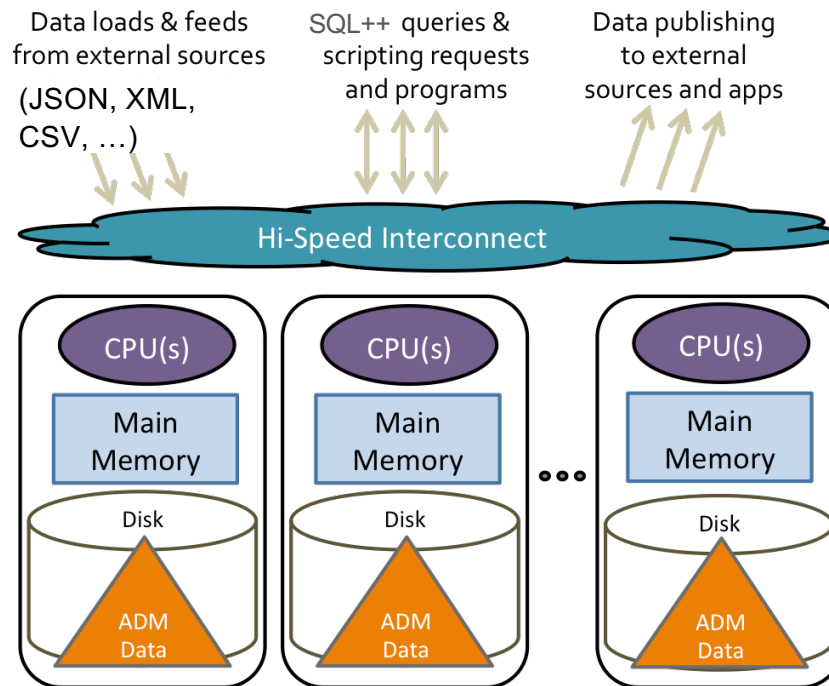 Data loads & feeds
from external sources
(JSON, XML,
CSV, ...)
SQL++ queries &
scripting requests
and programs
Data publishing
to external
sources and apps
Hi-Speed Interconnect
CPU(s)
Main
Memory
Disk
ADM
Data
CPU(s)
Main
Memory
Disk
ADM
Data
CPU(s)
Main
Memory
Disk
ADM
Data